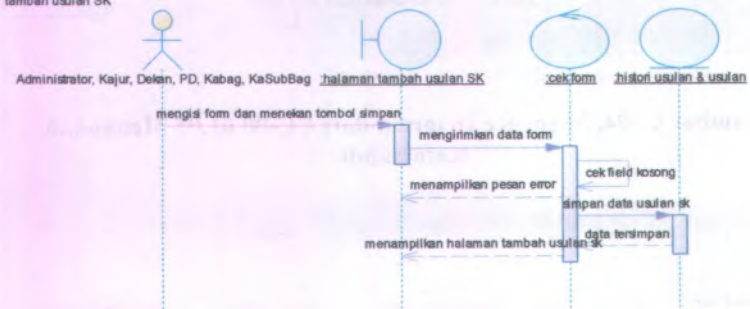 tambah usulan SK
Administrator, Kajur, Dekan, PD, Kabag, KaSubBag :halaman tambah usulan SK :cek form :histori usulan & usulan
mengisi form dan menekan tombol simpan
mengirimkan data form
cek field kosong
menampilkan pesan error
simpan data usulan sk
data tersimpan
menampilkan halaman tambah usulan sk